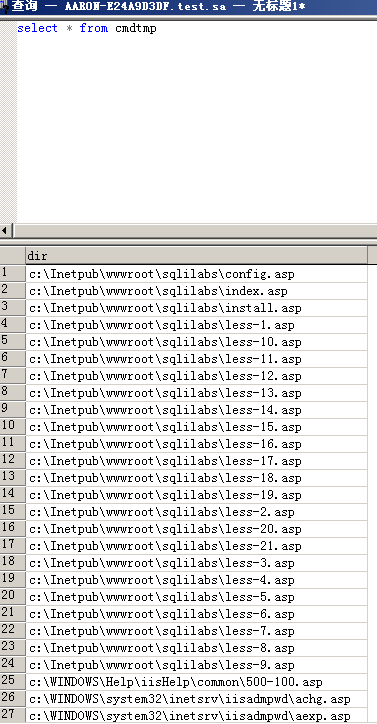 查询 — AARON-E24A9D3DF.test.sa — 无标题1*
select * from cmdtmp
dir
1 c:\Inetpub\wwwroot\sqlilabs\config.asp
2 c:\Inetpub\wwwroot\sqlilabs\index.asp
3 c:\Inetpub\wwwroot\sqlilabs\install.asp
4 c:\Inetpub\wwwroot\sqlilabs\less-1.asp
5 c:\Inetpub\wwwroot\sqlilabs\less-10.asp
6 c:\Inetpub\wwwroot\sqlilabs\less-11.asp
7 c:\Inetpub\wwwroot\sqlilabs\less-12.asp
8 c:\Inetpub\wwwroot\sqlilabs\less-13.asp
9 c:\Inetpub\wwwroot\sqlilabs\less-14.asp
10 c:\Inetpub\wwwroot\sqlilabs\less-15.asp
11 c:\Inetpub\wwwroot\sqlilabs\less-16.asp
12 c:\Inetpub\wwwroot\sqlilabs\less-17.asp
13 c:\Inetpub\wwwroot\sqlilabs\less-18.asp
14 c:\Inetpub\wwwroot\sqlilabs\less-19.asp
15 c:\Inetpub\wwwroot\sqlilabs\less-2.asp
16 c:\Inetpub\wwwroot\sqlilabs\less-20.asp
17 c:\Inetpub\wwwroot\sqlilabs\less-21.asp
18 c:\Inetpub\wwwroot\sqlilabs\less-3.asp
19 c:\Inetpub\wwwroot\sqlilabs\less-4.asp
20 c:\Inetpub\wwwroot\sqlilabs\less-5.asp
21 c:\Inetpub\wwwroot\sqlilabs\less-6.asp
22 c:\Inetpub\wwwroot\sqlilabs\less-7.asp
23 c:\Inetpub\wwwroot\sqlilabs\less-8.asp
24 c:\Inetpub\wwwroot\sqlilabs\less-9.asp
25 c:\WINDOWS\Help\iisHelp\common\500-100.asp
26 c:\WINDOWS\system32\inetsrv\iisadmpwd\achg.asp
27 c:\WINDOWS\system32\inetsrv\iisadmpwd\aexp.asp